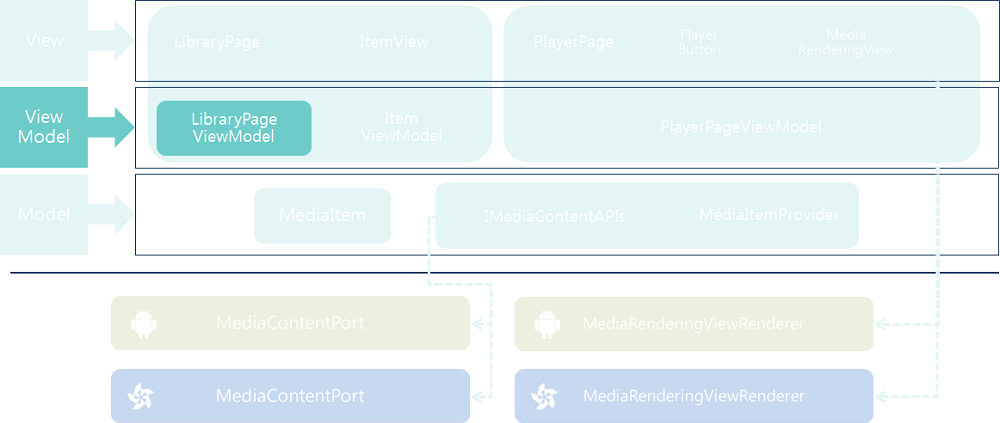 View
LibraryPage
ItemView
PlayerPage
Player
Button
Media
RenderingView
View
Model
LibraryPage
ViewModel
Item
ViewModel
PlayerPageViewModel
Model
MediaItem
IMediaContentAPIs
MediaItemProvider
MediaContentPort
MediaRenderingViewRenderer
MediaContentPort
MediaRenderingViewRenderer